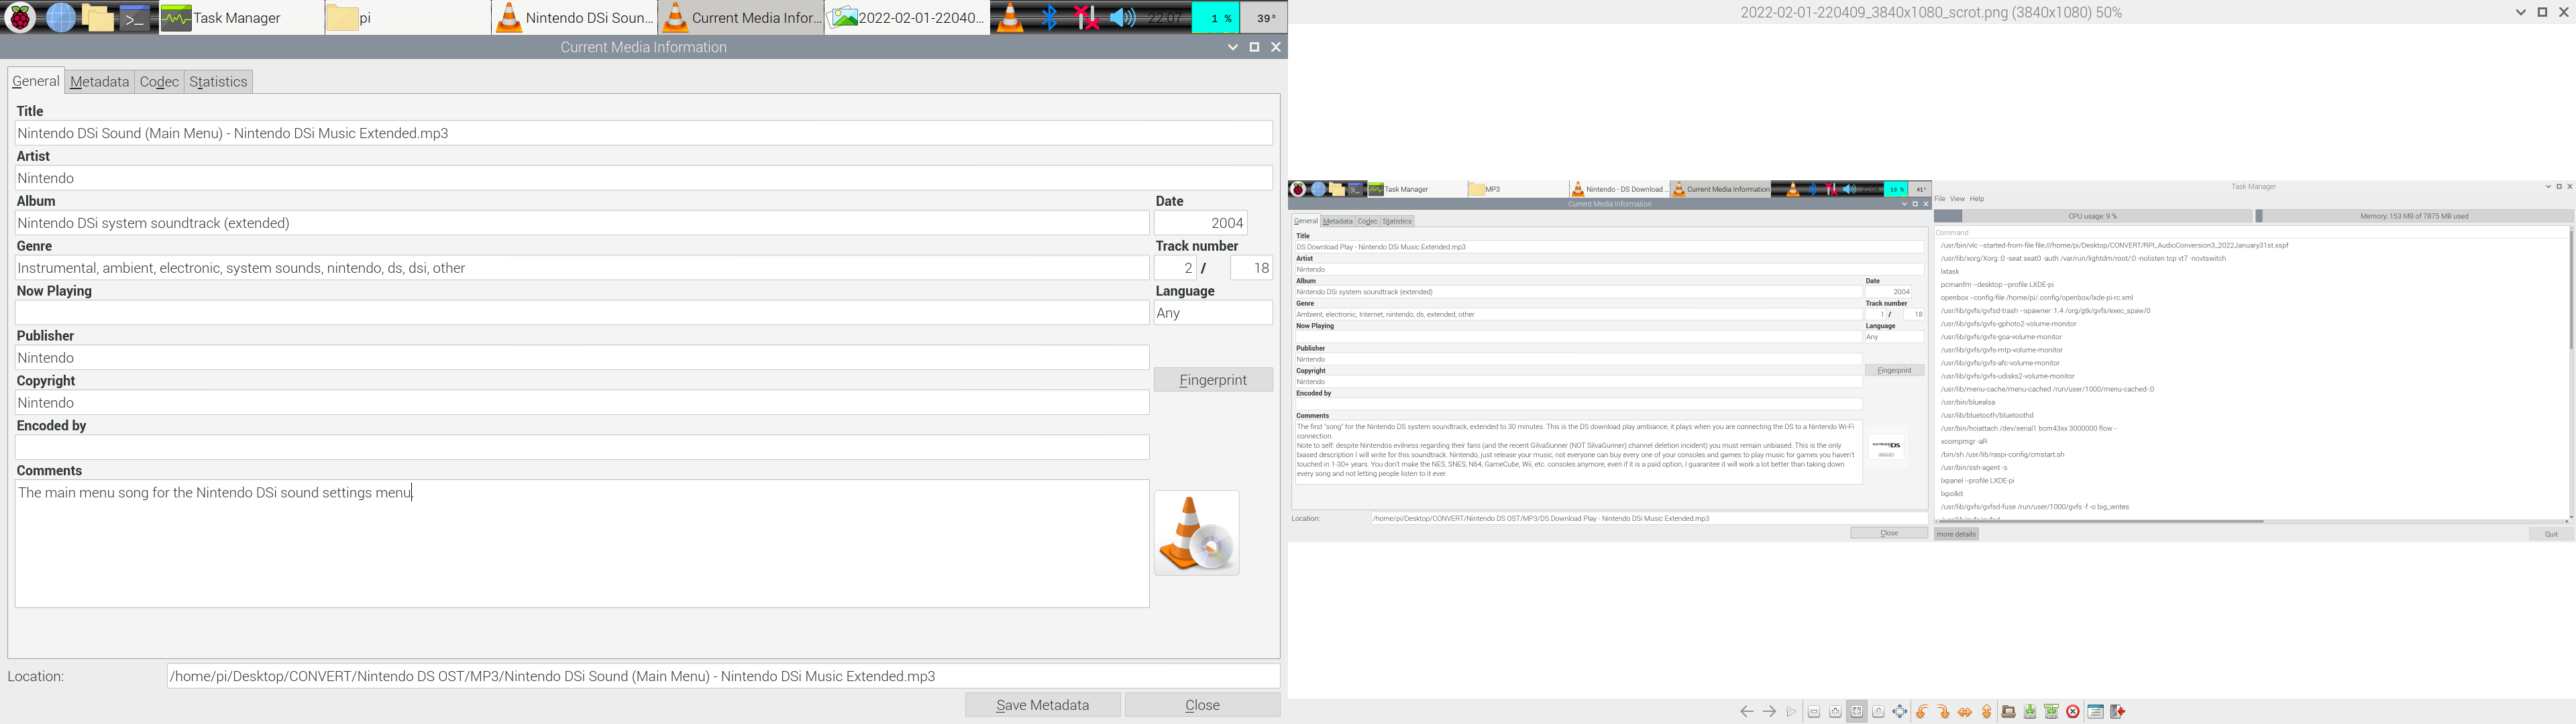 Task Manager
pi
Nintendo DSi Soun...
Current Media Infor...
2022-02-01-22040...
22:07
1 %
39°
Current Media Information
General
Metadata
Codec
Statistics
Title
Nintendo DSi Sound (Main Menu) - Nintendo DSi Music Extended.mp3
Artist
Nintendo
Album
Date
Nintendo DSi system soundtrack (extended)
2004
Genre
Track number
Instrumental, ambient, electronic, system sounds, nintendo, ds, dsi, other
2 / 18
Now Playing
Language
Any
Publisher
Nintendo
Fingerprint
Copyright
Nintendo
Encoded by
Comments
The main menu song for the Nintendo DSi sound settings menu.
Location:
/home/pi/Desktop/CONVERT/Nintendo DS OST/MP3/Nintendo DSi Sound (Main Menu) - Nintendo DSi Music Extended.mp3
Save Metadata
Close
2022-02-01-220409_3840x1080_scrot.png (3840x1080) 50%
Task Manager
MP3
Nintendo - DS Download ...
Current Media Information
13 %
41°
Current Media Information
General
Metadata
Codec
Statistics
Title
DS Download Play - Nintendo DSi Music Extended.mp3
Artist
Nintendo
Album
Date
Nintendo DSi system soundtrack (extended)
2004
Genre
Track number
Ambient, electronic, Internet, nintendo, ds, extended, other
1 / 18
Now Playing
Language
Any
Publisher
Nintendo
Copyright
Fingerprint
Nintendo
Encoded by
Comments
The first "song" for the Nintendo DS system soundtrack, extended to 30 minutes. This is the DS download play ambiance, it plays when you are connecting the DS to a Nintendo Wi-Fi
connection.
Note to self: despite Nintendos evilness regarding their fans (and the recent GilvaSunner (NOT SilvaGunner) channel deletion incident) you must remain unbiased. This is the only
biased description I will write for this soundtrack. Nintendo, just release your music, not everyone can buy every one of your consoles and games to play music for games you haven't
touched in 1-30+ years. You don't make the NES, SNES, N64, GameCube, Wii, etc. consoles anymore, even if it is a paid option, I guarantee it will work a lot better than taking down
every song and not letting people listen to it ever.
NINTENDODS
Location:
/home/pi/Desktop/CONVERT/Nintendo DS OST/MP3/DS Download Play - Nintendo DSi Music Extended.mp3
Close
Task Manager
File View Help
CPU usage: 9 %
Memory: 153 MB of 7875 MB used
Command
/usr/bin/vlc --started-from-file file:///home/pi/Desktop/CONVERT/RPI_AudioConversion3_2022January31st.xspf
/usr/lib/xorg/Xorg :0 -seat seat0 -auth /var/run/lightdm/root/:0 -nolisten tcp vt7 -novtswitch
lxtask
pcmanfm --desktop --profile LXDE-pi
openbox --config-file /home/pi/.config/openbox/lxde-pi-rc.xml
/usr/lib/gvfs/gvfsd-trash --spawner :1.4 /org/gtk/gvfs/exec_spaw/0
/usr/lib/gvfs/gvfs-gphoto2-volume-monitor
/usr/lib/gvfs/gvfs-goa-volume-monitor
/usr/lib/gvfs/gvfs-mtp-volume-monitor
/usr/lib/gvfs/gvfs-afc-volume-monitor
/usr/lib/gvfs/gvfs-udisks2-volume-monitor
/usr/lib/menu-cache/menu-cached /run/user/1000/menu-cached-:0
/usr/bin/bluealsa
/usr/lib/bluetooth/bluetoothd
/usr/bin/hciattach /dev/serial1 bcm43xx 3000000 flow -
xcompmgr -aR
/bin/sh /usr/lib/raspi-config/cmstart.sh
/usr/bin/ssh-agent -s
lxpanel --profile LXDE-pi
lxpolkit
/usr/lib/gvfs/gvfsd-fuse /run/user/1000/gvfs -f -o big_writes
more details
Quit